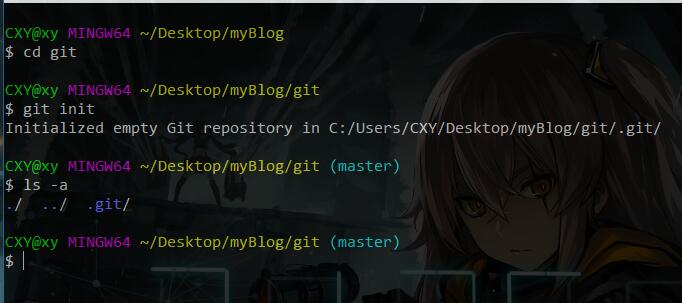 CXY@xy MINGW64 ~/Desktop/myBlog
$ cd git
CXY@xy MINGW64 ~/Desktop/myBlog/git
$ git init
Initialized empty Git repository in C:/Users/CXY/Desktop/myBlog/git/.git/
CXY@xy MINGW64 ~/Desktop/myBlog/git (master)
$ ls -a
./  ../  .git/
CXY@xy MINGW64 ~/Desktop/myBlog/git (master)
$